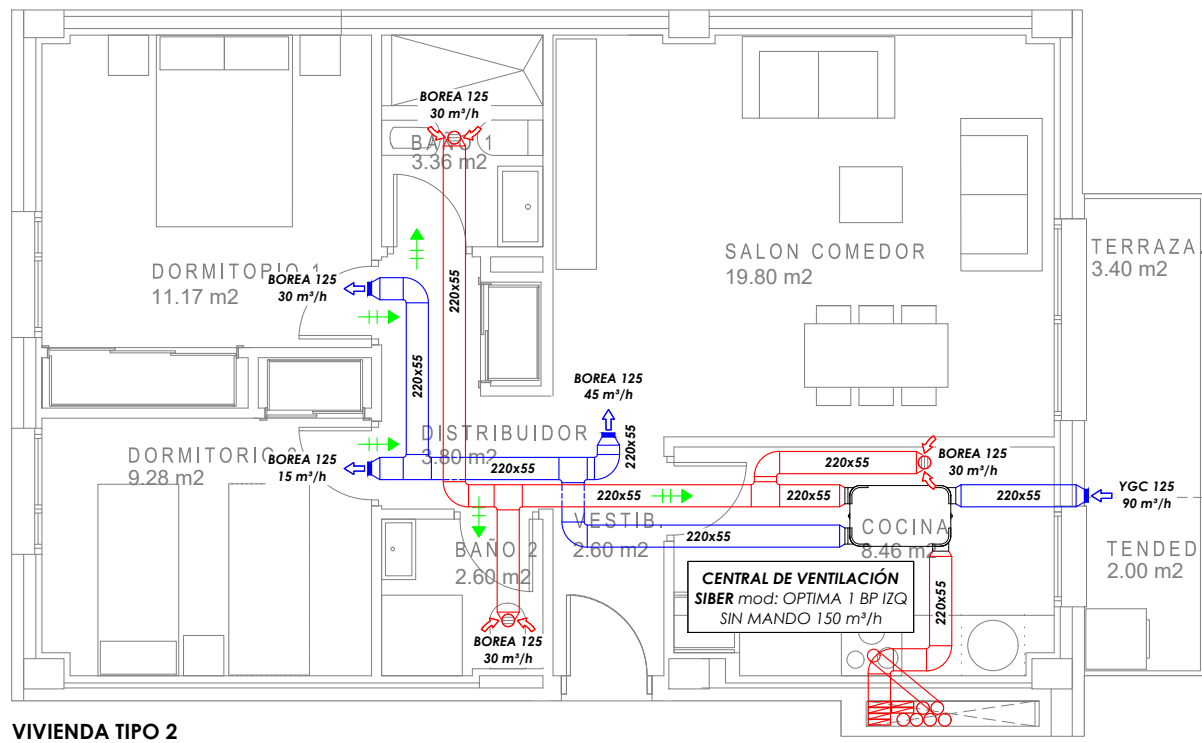 BOREA 125
30 m³/h
BAÑO 1
3.36 m2
220x55
DORMITORIO 1
11.17 m2
BOREA 125
30 m³/h
220x55
SALON COMEDOR
19.80 m2
TERRAZA.
3.40 m2
BOREA 125
45 m³/h
220x55
DORMITORIO 2
9.28 m2
BOREA 125
15 m³/h
DISTRIBUIDOR
3.80 m2
220x55
220x55
BOREA 125
30 m³/h
220x55
220x55
220x55
YGC 125
90 m³/h
VESTIB.
2.60 m2
220x55
COCINA
8.46 m2
BAÑO 2
2.60 m2
TENDED
2.00 m2
CENTRAL DE VENTILACIÓN
SIBER mod: OPTIMA 1 BP IZQ
SIN MANDO 150 m³/h
220x55
BOREA 125
30 m³/h
VIVIENDA TIPO 2